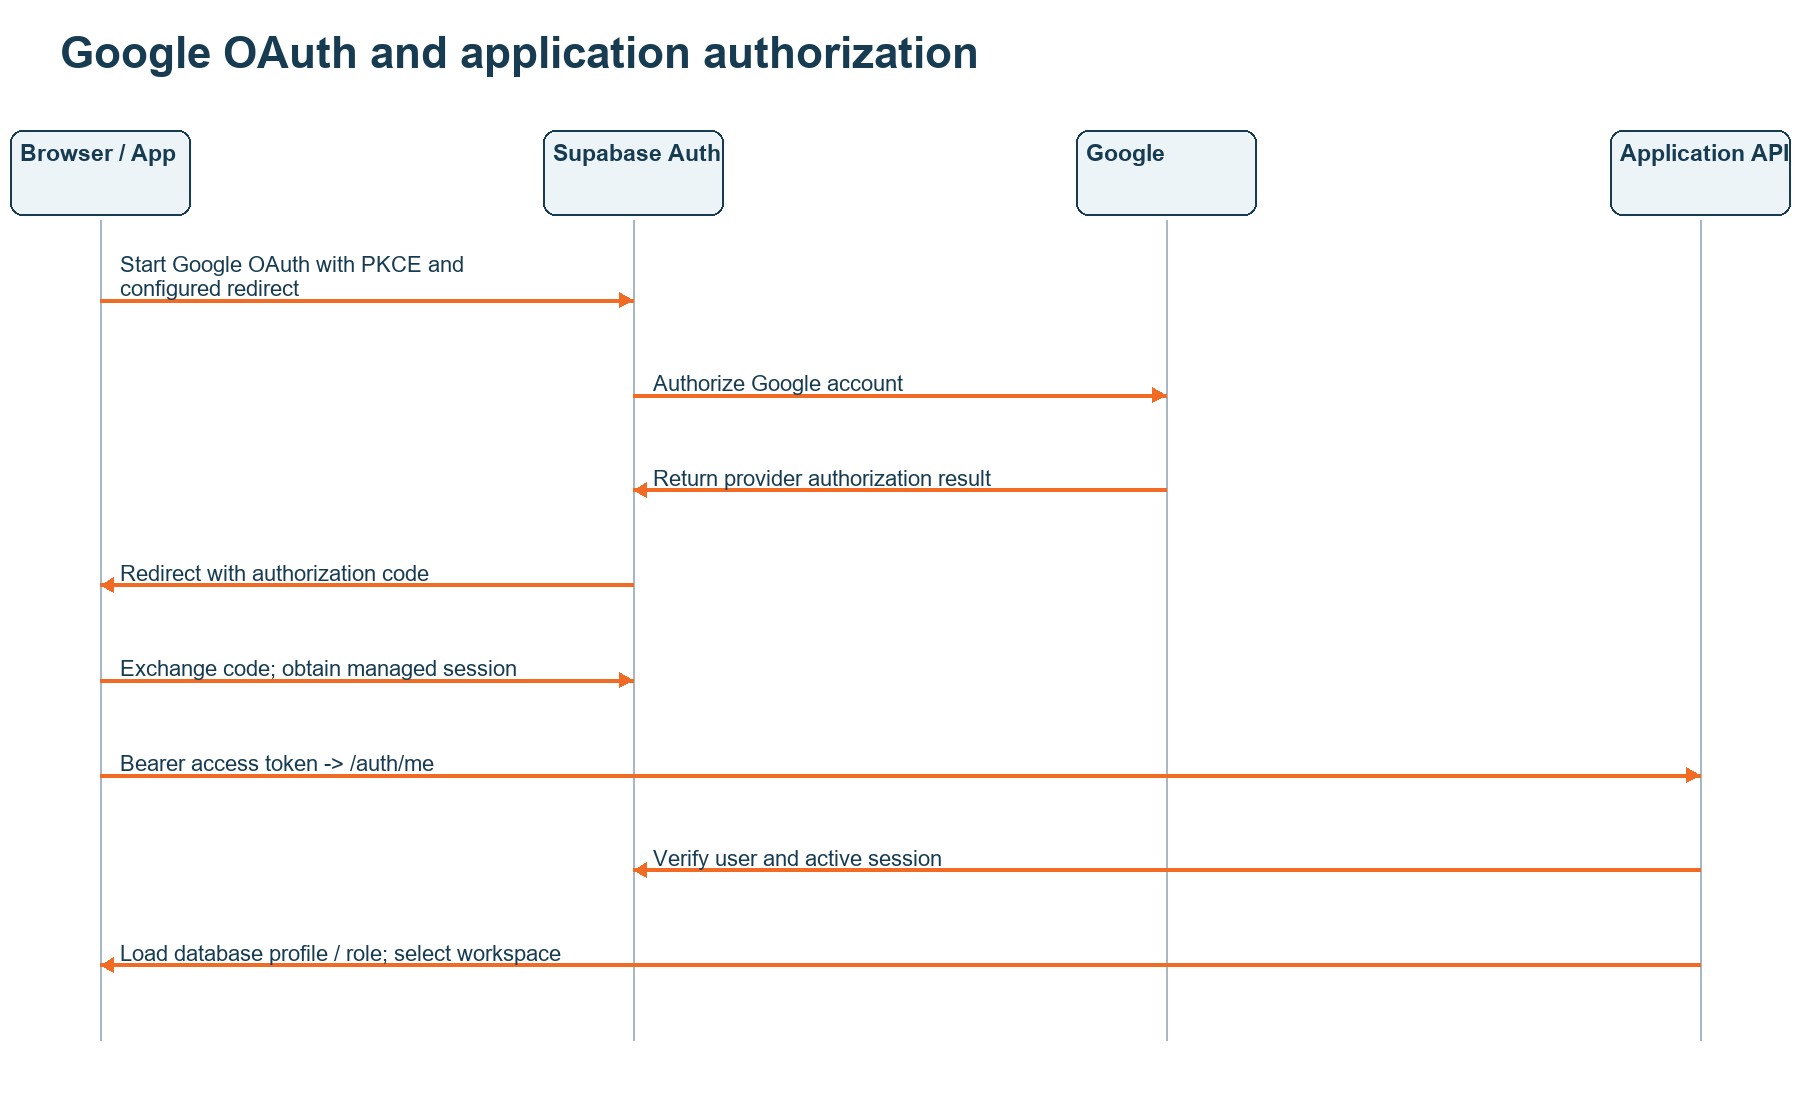 Google OAuth and application authorization
Browser / App
Supabase Auth
Google
Application API
Start Google OAuth with PKCE and
configured redirect
Authorize Google account
Return provider authorization result
Redirect with authorization code
Exchange code; obtain managed session
Bearer access token -> /auth/me
Verify user and active session
Load database profile / role; select workspace